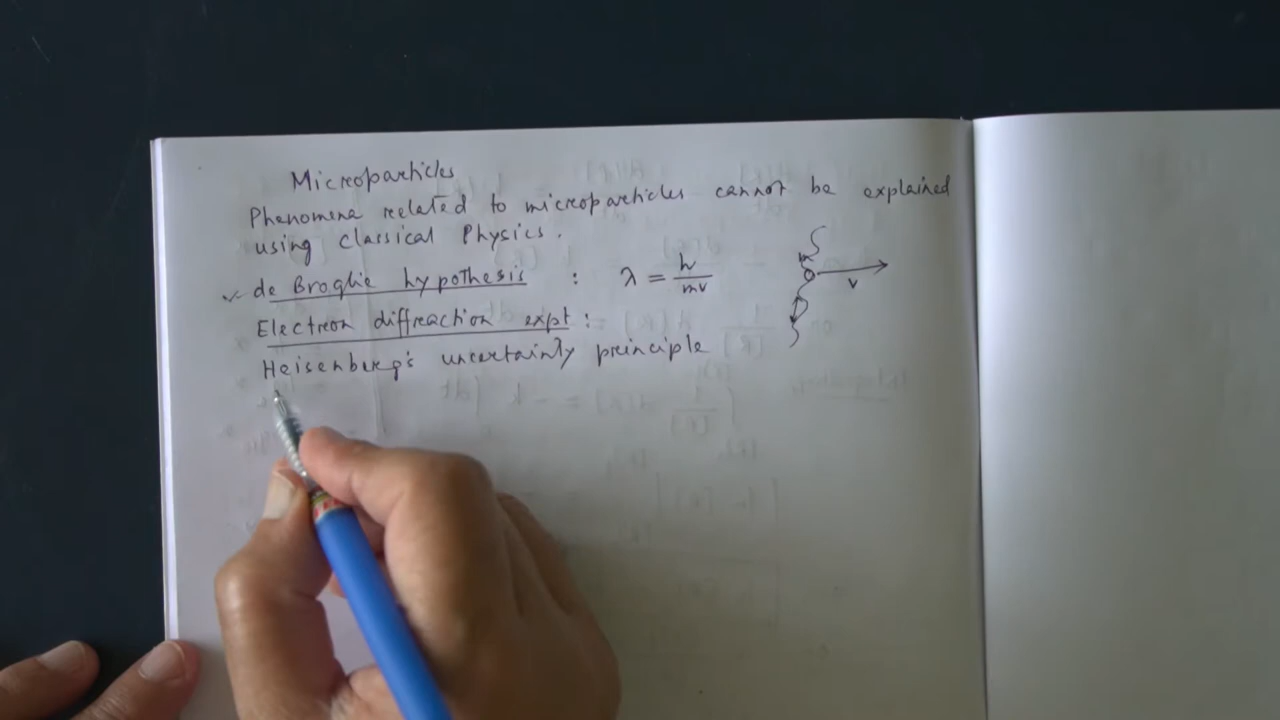 Microparticles
Phenomena related to microparticles cannot be explained
using Classical Physics.
de Broglie hypothesis : λ = h/mv
v
Electron diffraction expt :
Heisenberg's uncertainly principle